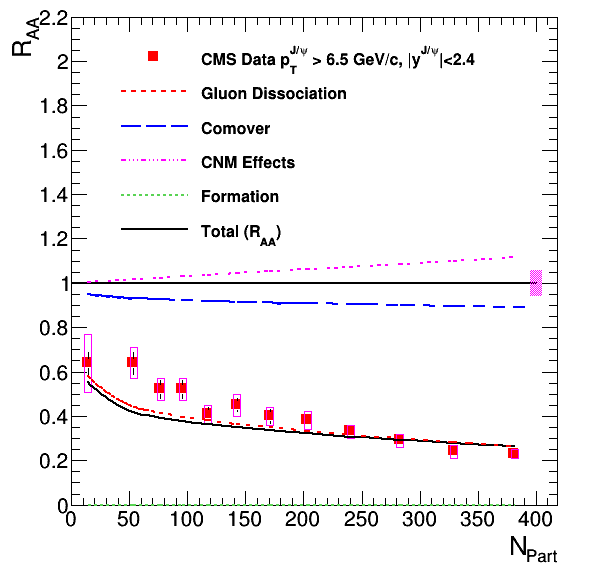 R_AA
2.2
2
1.8
1.6
1.4
1.2
1
0.8
0.6
0.4
0.2
0
CMS Data p_T^J/ψ > 6.5 GeV/c, |y^J/ψ|<2.4
Gluon Dissociation
Comover
CNM Effects
Formation
Total (R_AA)
0 50 100 150 200 250 300 350 400
N_Part